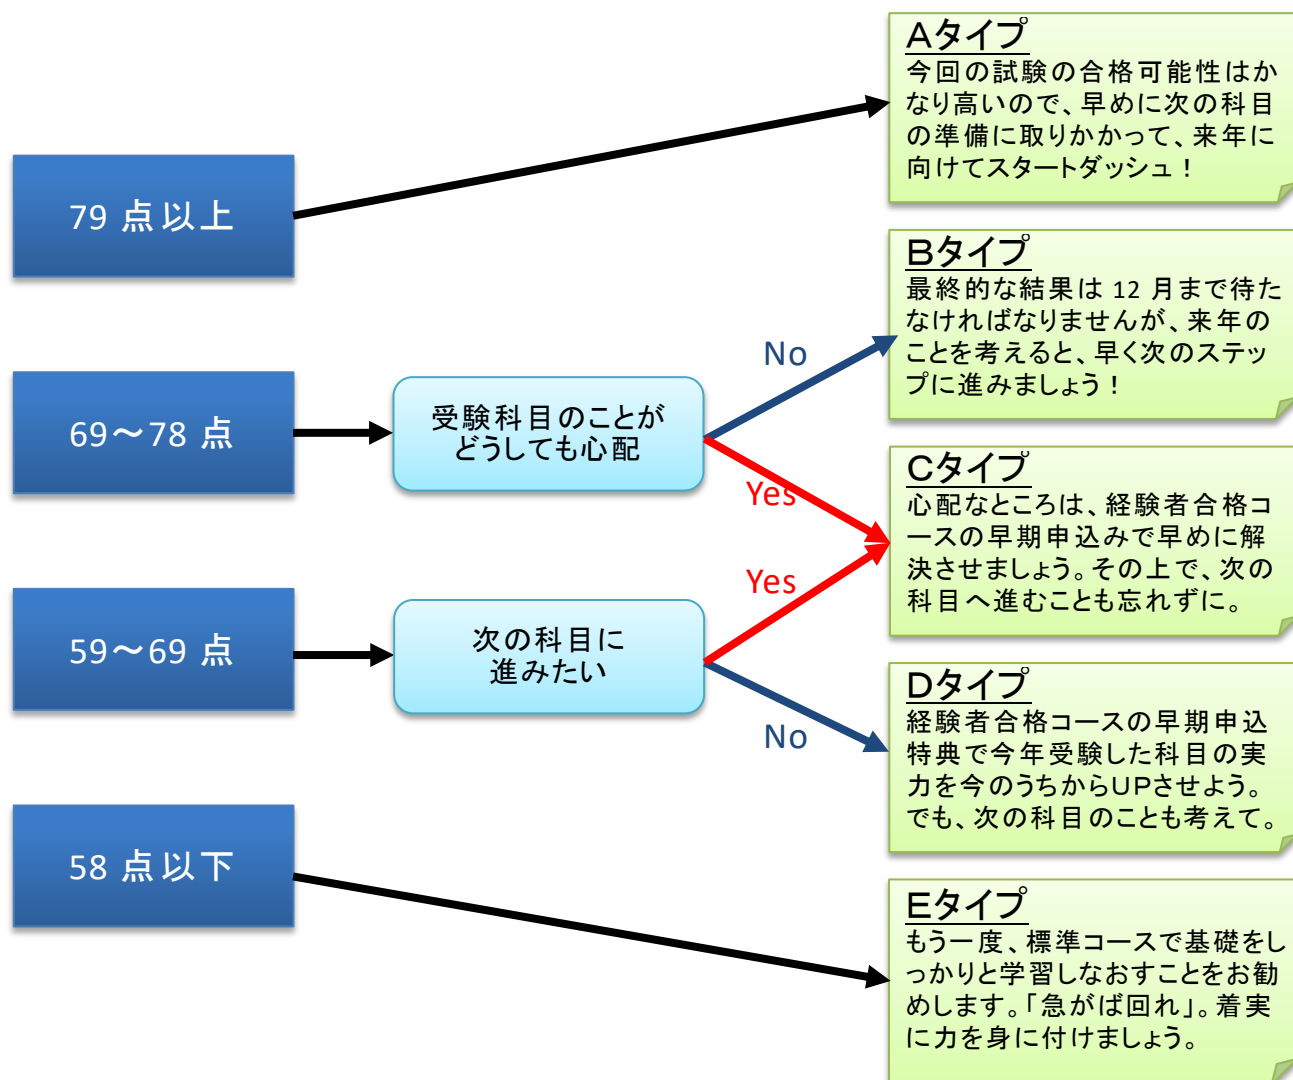 Aタイプ
今回の試験の合格可能性はか
なり高いので、早めに次の科目
の準備に取りかかって、来年に
向けてスタートダッシュ！
79 点以上
Bタイプ
最終的な結果は 12 月まで待た
なければなりませんが、来年の
ことを考えると、早く次のステッ
プに進みましょう！
No
69～78 点
受験科目のことが
どうしても心配
Yes
Cタイプ
心配なところは、経験者合格コ
ースの早期申込みで早めに解
決させましょう。その上で、次の
科目へ進むことも忘れずに。
Yes
59～69 点
次の科目に
進みたい
No
Dタイプ
経験者合格コースの早期申込
特典で今年受験した科目の実
力を今のうちからUPさせよう。
でも、次の科目のことも考えて。
58 点以下
Eタイプ
もう一度、標準コースで基礎をし
っかりと学習しなおすことをお勧
めします。「急がば回れ」。着実
に力を身に付けましょう。